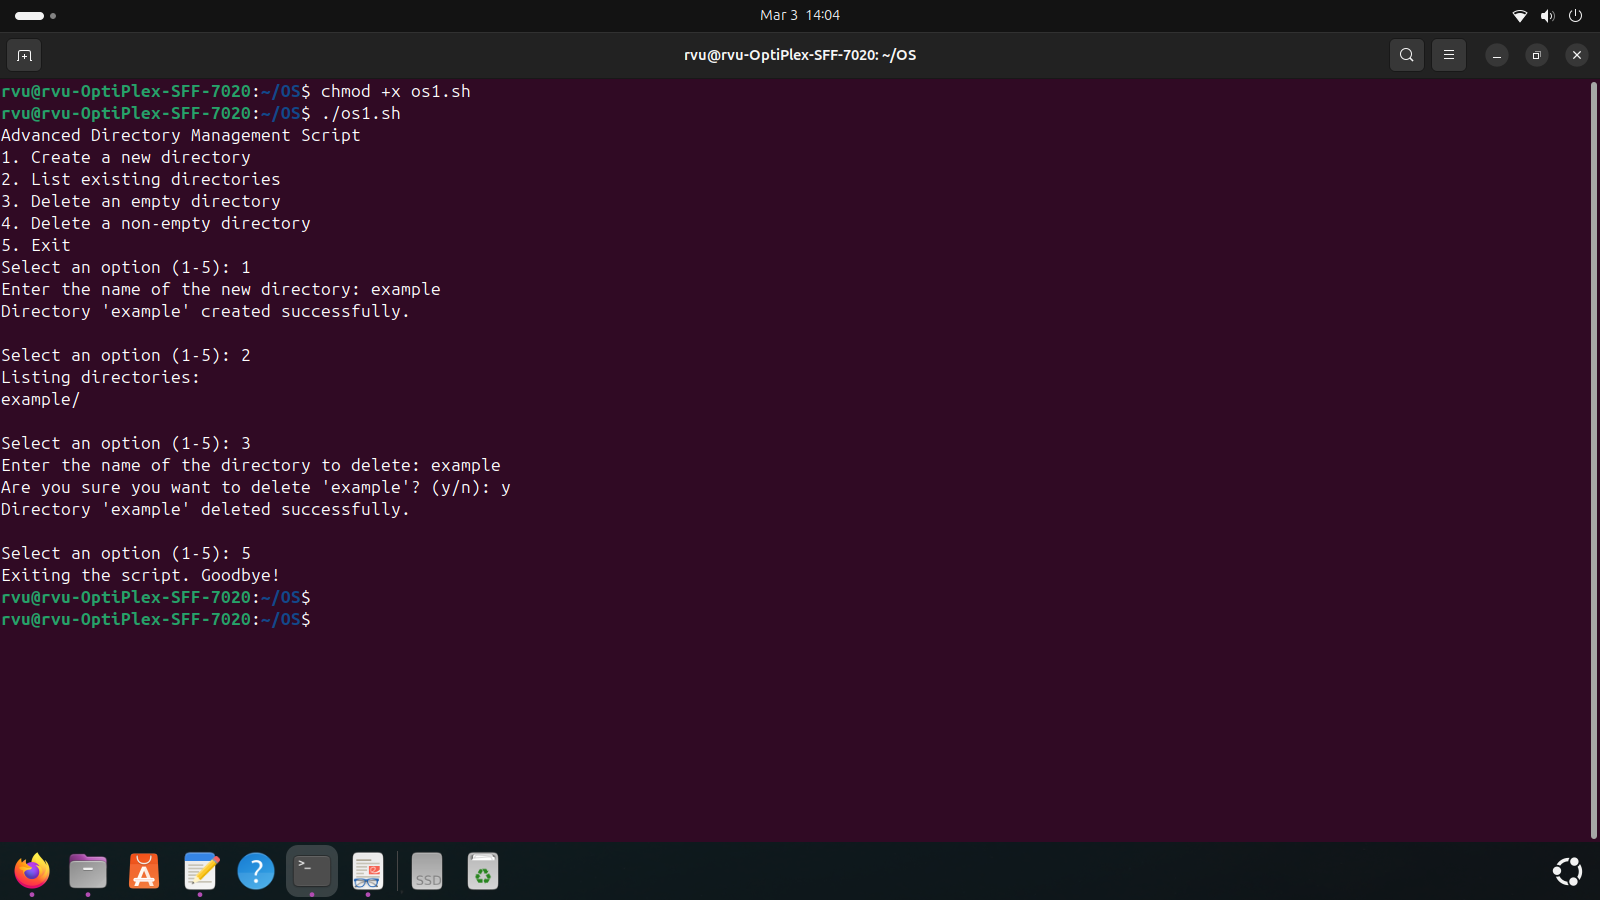 Mar 3 14:04
rvu@rvu-OptiPlex-SFF-7020: ~/OS
rvu@rvu-OptiPlex-SFF-7020:~/OS$ chmod +x os1.sh
rvu@rvu-OptiPlex-SFF-7020:~/OS$ ./os1.sh
Advanced Directory Management Script
1. Create a new directory
2. List existing directories
3. Delete an empty directory
4. Delete a non-empty directory
5. Exit
Select an option (1-5): 1
Enter the name of the new directory: example
Directory 'example' created successfully.
Select an option (1-5): 2
Listing directories:
example/
Select an option (1-5): 3
Enter the name of the directory to delete: example
Are you sure you want to delete 'example'? (y/n): y
Directory 'example' deleted successfully.
Select an option (1-5): 5
Exiting the script. Goodbye!
rvu@rvu-OptiPlex-SFF-7020:~/OS$
rvu@rvu-OptiPlex-SFF-7020:~/OS$
SSD